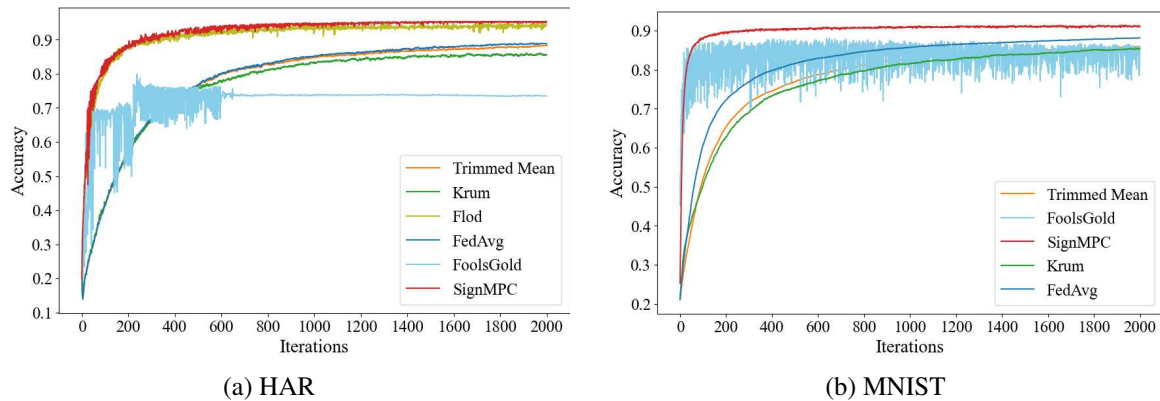 0.9
0.8
0.7
0.6
0.5
0.4
0.3
0.2
0.1
Accuracy
0 200 400 600 800 1000 1200 1400 1600 1800 2000
Iterations
Trimmed Mean
Krum
Flod
FedAvg
FoolsGold
SignMPC
(a) HAR
0.9
0.8
0.7
0.6
0.5
0.4
0.3
0.2
Accuracy
0 200 400 600 800 1000 1200 1400 1600 1800 2000
Iterations
Trimmed Mean
FoolsGold
SignMPC
Krum
FedAvg
(b) MNIST